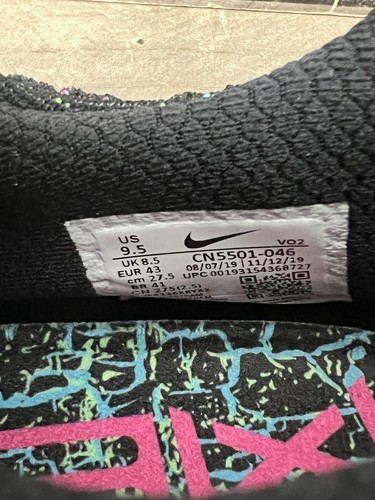 US
9.5
VO2
UK 8.5 CN5501-046
EUR 43 08/07/19 | 11/12/19
cm 27.5 UPC 00193154368727
BR 41
CN 275(2.5)